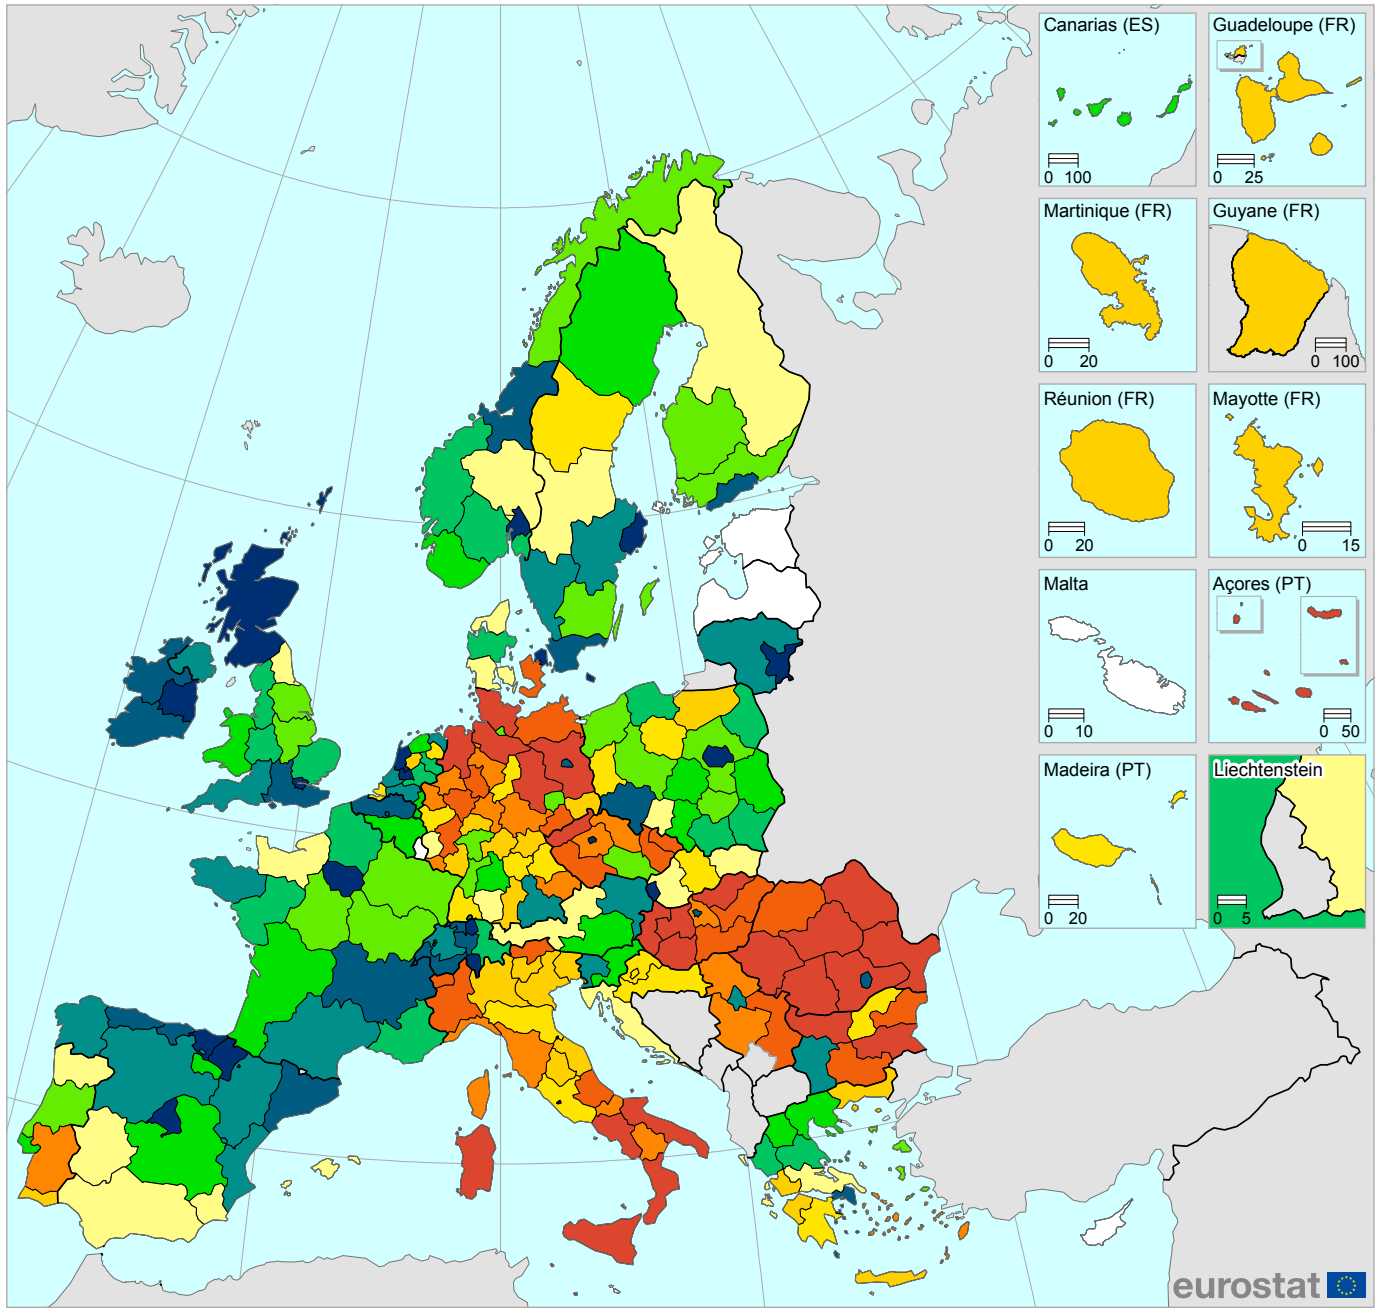 Canarias (ES)
0 100
Guadeloupe (FR)
0 25
Martinique (FR)
0 20
Guyane (FR)
0 100
Réunion (FR)
0 20
Mayotte (FR)
0 15
Malta
0 10
Açores (PT)
0 50
Madeira (PT)
0 20
Liechtenstein
0 5
eurostat